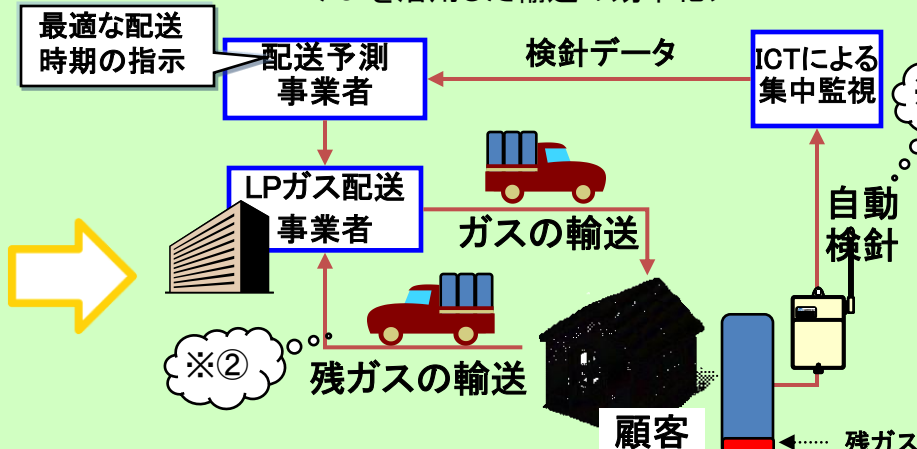 最適な配送
時期の指示
配送予測
事業者
検針データ
ICTによる
集中監視
LPガス配送
事業者
ガスの輸送
自動
検針
※②
残ガスの輸送
顧客
残ガス